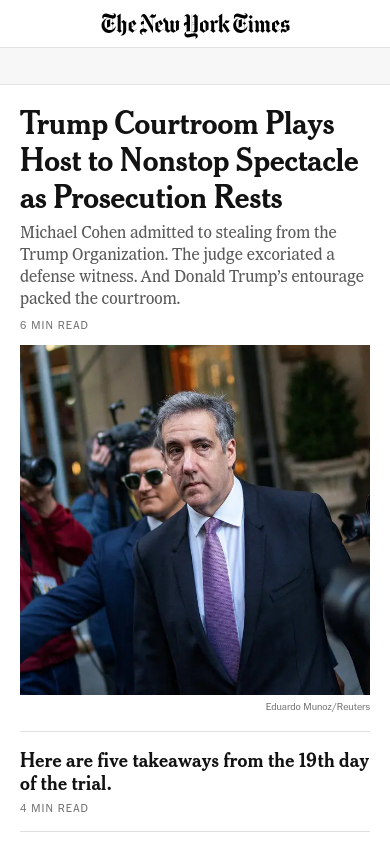 The New York Times
Trump Courtroom Plays
Host to Nonstop Spectacle
as Prosecution Rests
Michael Cohen admitted to stealing from the
Trump Organization. The judge excoriated a
defense witness. And Donald Trump’s entourage
packed the courtroom.
6 MIN READ
Eduardo Munoz/Reuters
Here are five takeaways from the 19th day
of the trial.
4 MIN READ